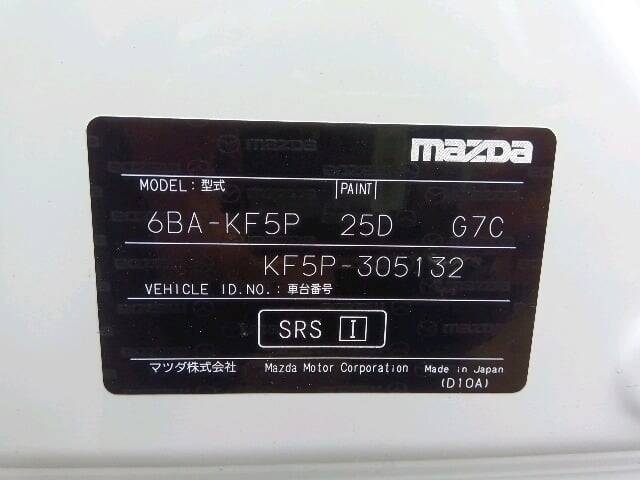 mazda
MODEL:型式 PAINT
6BA-KF5P 25D G7C
KF5P-305132
VEHICLE ID.NO.:車台番号
SRS I
マツダ株式会社 Mazda Motor Corporation Made in Japan
(D10A)